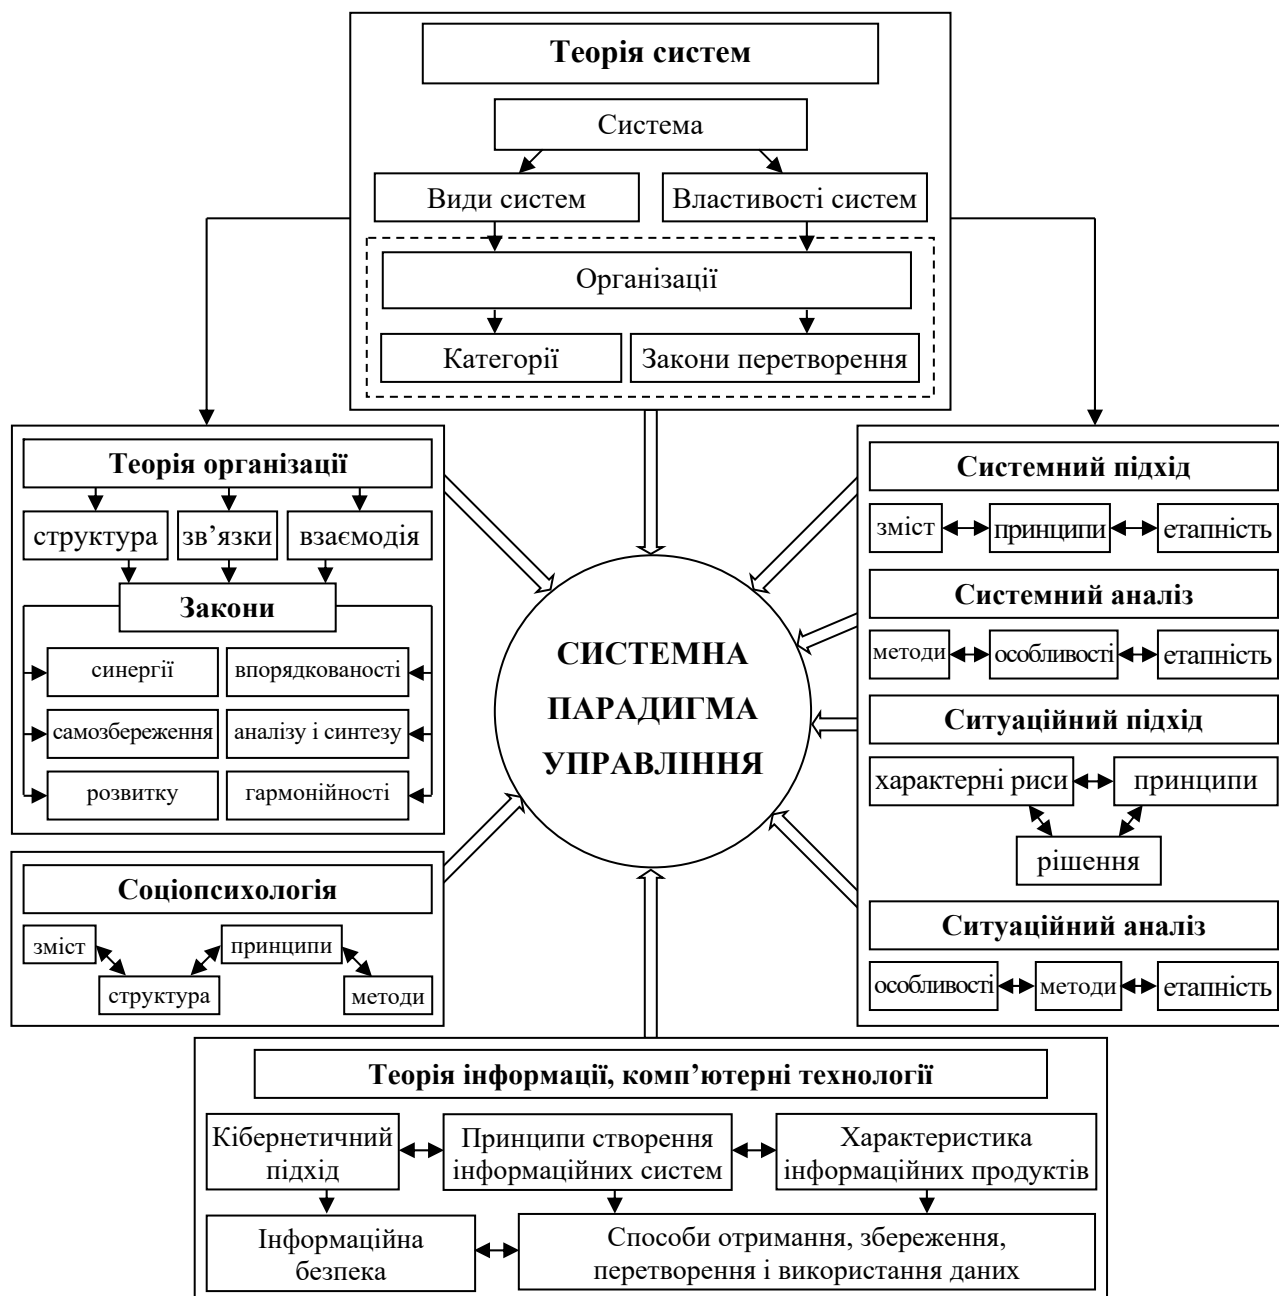 Теорія систем
Система
Види систем
Властивості систем
Організації
Категорії
Закони перетворення
Теорія організації
структура
зв’язки
взаємодія
Закони
синергії
впорядкованості
самозбереження
аналізу і синтезу
розвитку
гармонійності
Соціопсихологія
зміст
принципи
структура
методи
СИСТЕМНА
ПАРАДИГМА
УПРАВЛІННЯ
Системний підхід
зміст
принципи
етапність
Системний аналіз
методи
особливості
етапність
Ситуаційний підхід
характерні риси
принципи
рішення
Ситуаційний аналіз
особливості
методи
етапність
Теорія інформації, комп’ютерні технології
Кібернетичний
підхід
Принципи створення
інформаційних систем
Характеристика
інформаційних продуктів
Інформаційна
безпека
Способи отримання, збереження,
перетворення і використання даних